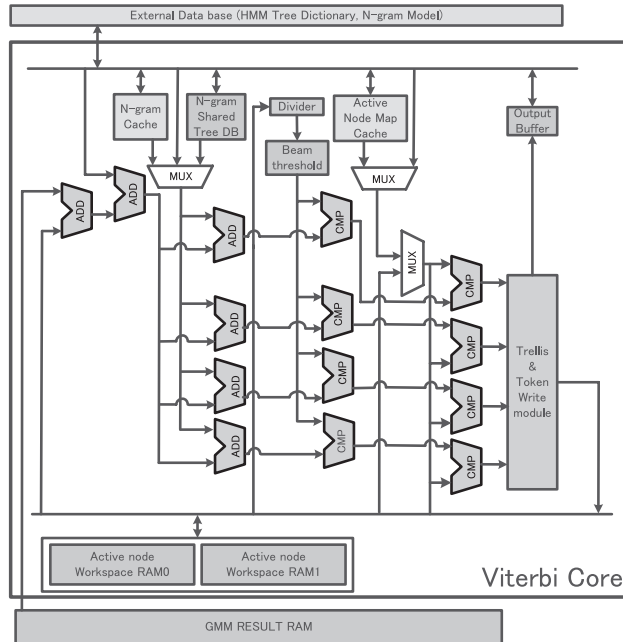 External Data base (HMM Tree Dictionary, N-gram Model)
N-gram
Cache
N-gram
Shared
Tree DB
Divider
Active
Node Map
Cache
Output
Buffer
Beam
threshold
MUX
MUX
ADD
ADD
ADD
CMP
MUX
CMP
ADD
CMP
CMP
ADD
CMP
CMP
ADD
CMP
CMP
Trellis
&
Token
Write
module
Active node
Workspace RAM0
Active node
Workspace RAM1
Viterbi Core
GMM RESULT RAM